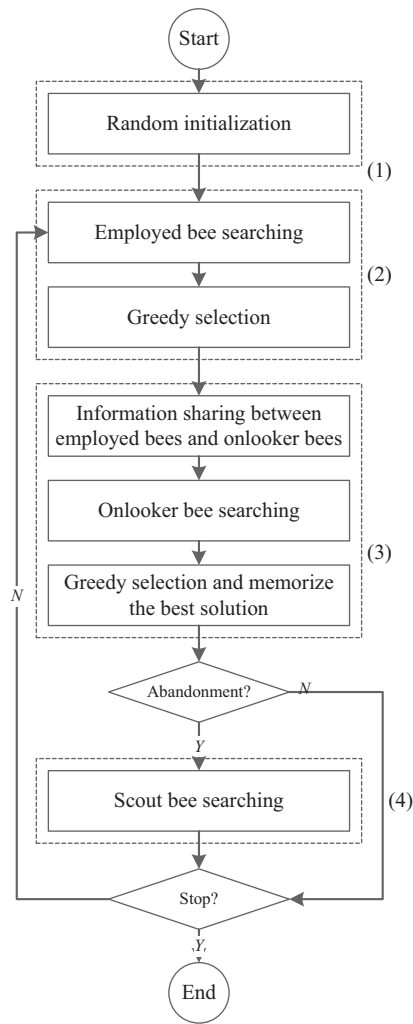 Start
Random initialization
(1)
Employed bee searching
(2)
Greedy selection
Information sharing between
employed bees and onlooker bees
Onlooker bee searching
(3)
Greedy selection and memorize
the best solution
N
Abandonment?
N
Y
Scout bee searching
(4)
Stop?
Y
End